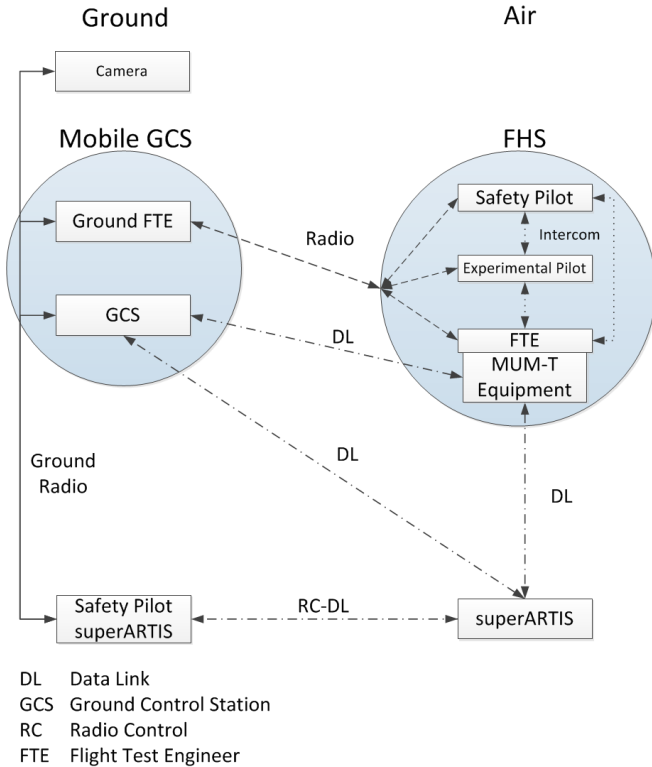 Ground
Air
Camera
Mobile GCS
FHS
Safety Pilot
Ground FTE
Radio
Intercom
Experimental Pilot
GCS
DL
FTE
MUM-T
Equipment
DL
Ground
Radio
DL
Safety Pilot
superARTIS
RC-DL
superARTIS
DL Data Link
GCS Ground Control Station
RC Radio Control
FTE Flight Test Engineer